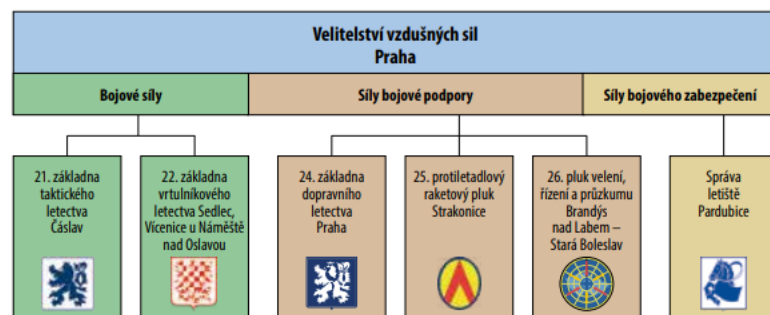 Velitelství vzdušných sil
Praha
Bojové síly
Síly bojové podpory
Síly bojového zabezpečení
21. základna
taktického
letectva
Čáslav
22. základna
vrtulníkového
letectva Sedlec,
Vícenice u Náměště
nad Oslavou
24. základna
dopravního
letectva
Praha
25. protiletadlový
raketový pluk
Strakonice
26. pluk velení,
řízení a průzkumu
Brandýs
nad Labem –
Stará Boleslav
Správa
letiště
Pardubice